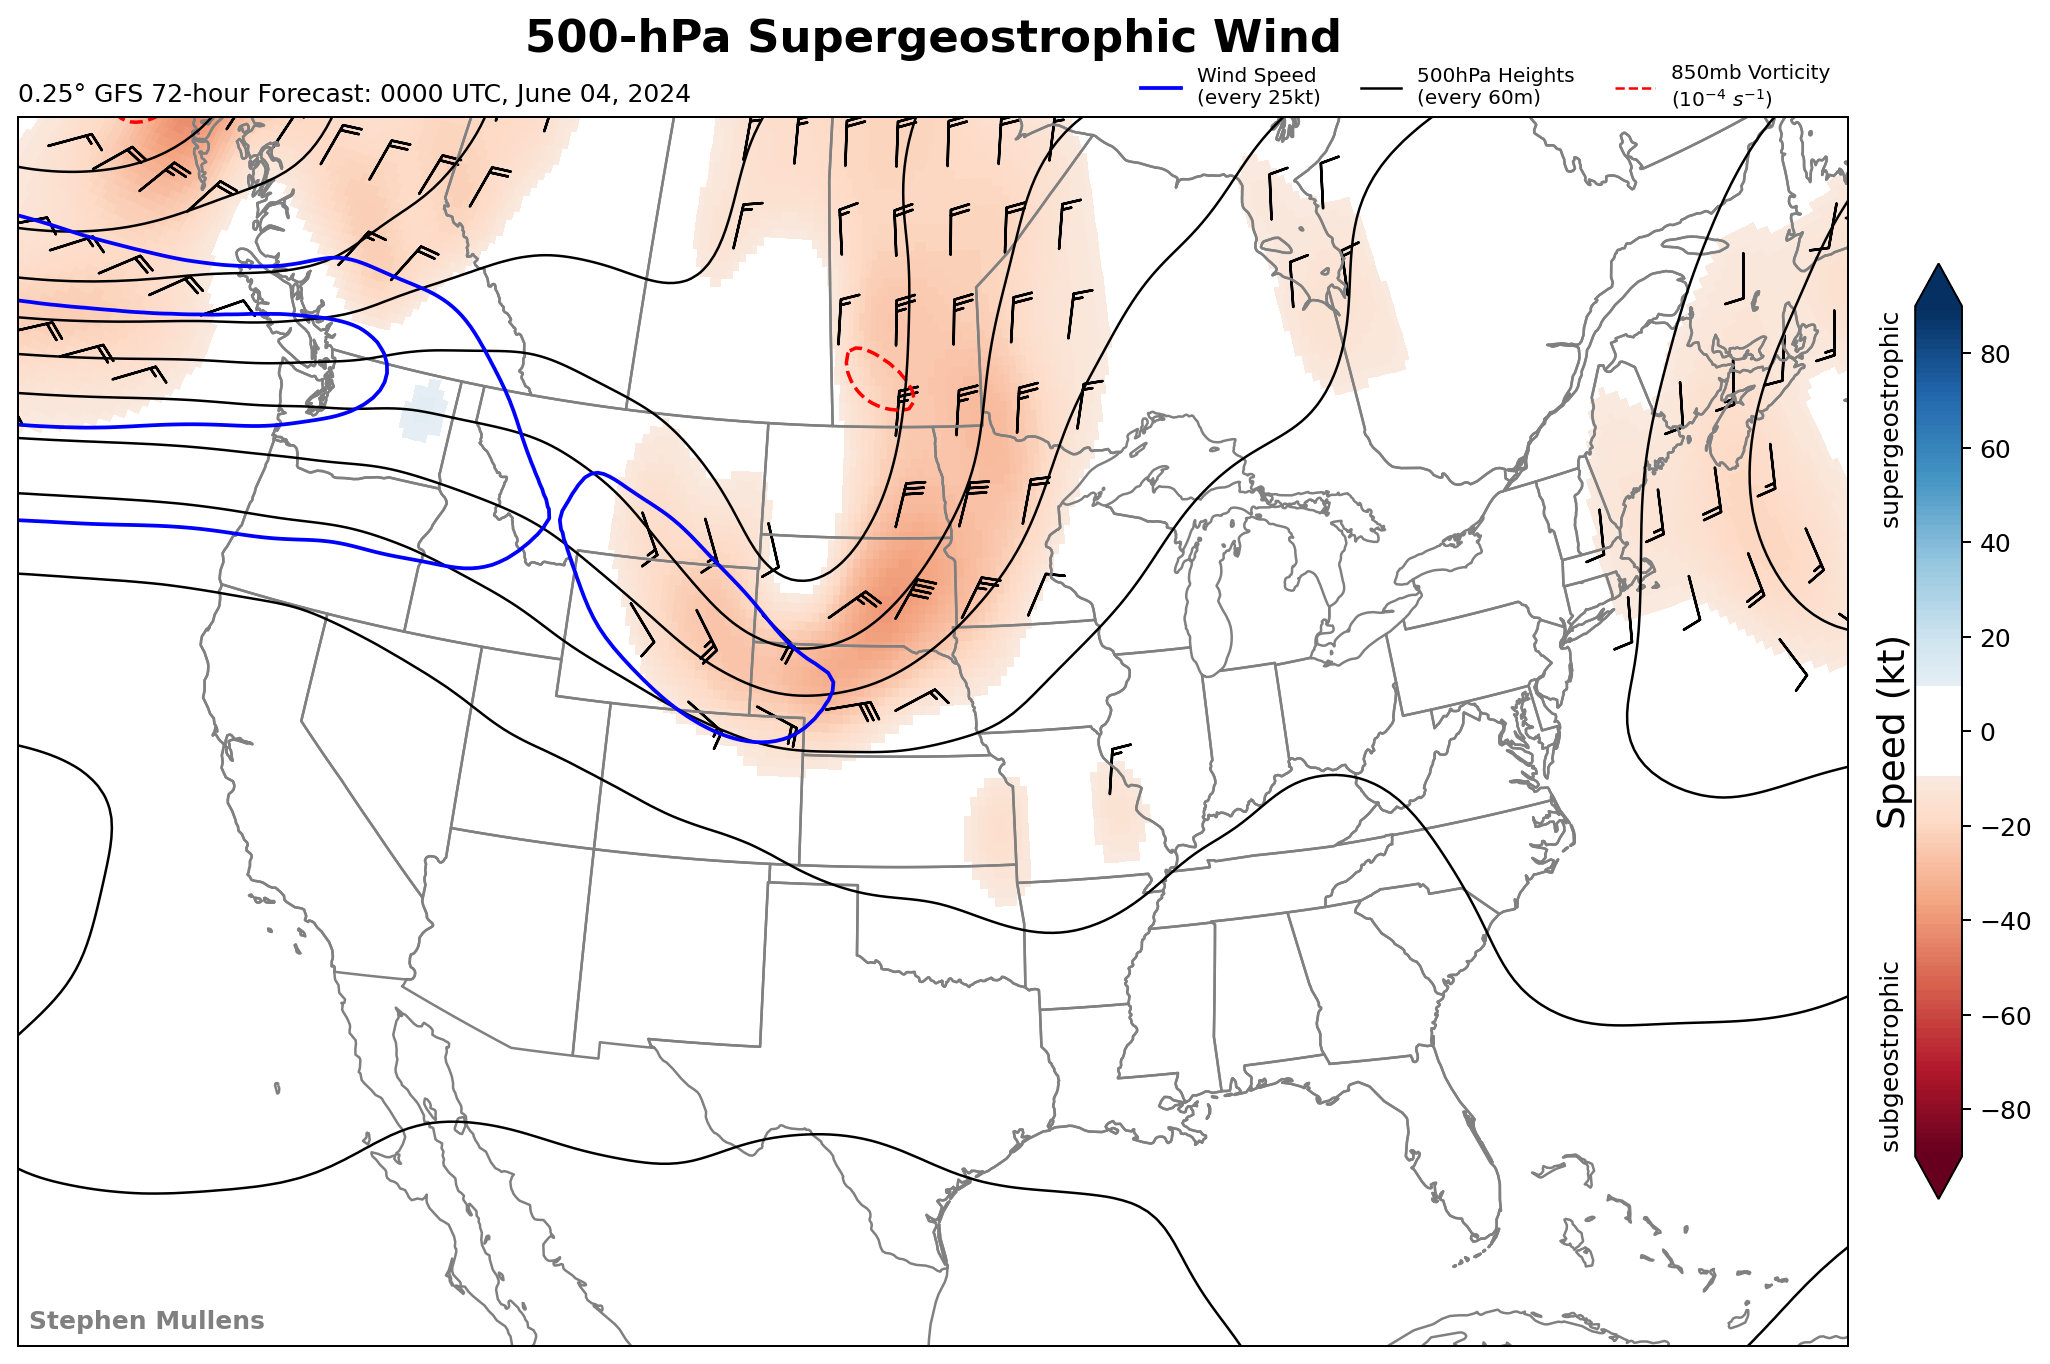 500-hPa Supergeostrophic Wind
0.25° GFS 72-hour Forecast: 0000 UTC, June 04, 2024
Wind Speed
(every 25kt)
500hPa Heights
(every 60m)
850mb Vorticity
(10⁻⁴ s⁻¹)
supergeostrophic
Speed (kt)
subgeostrophic
80
60
40
20
0
−20
−40
−60
−80
Stephen Mullens